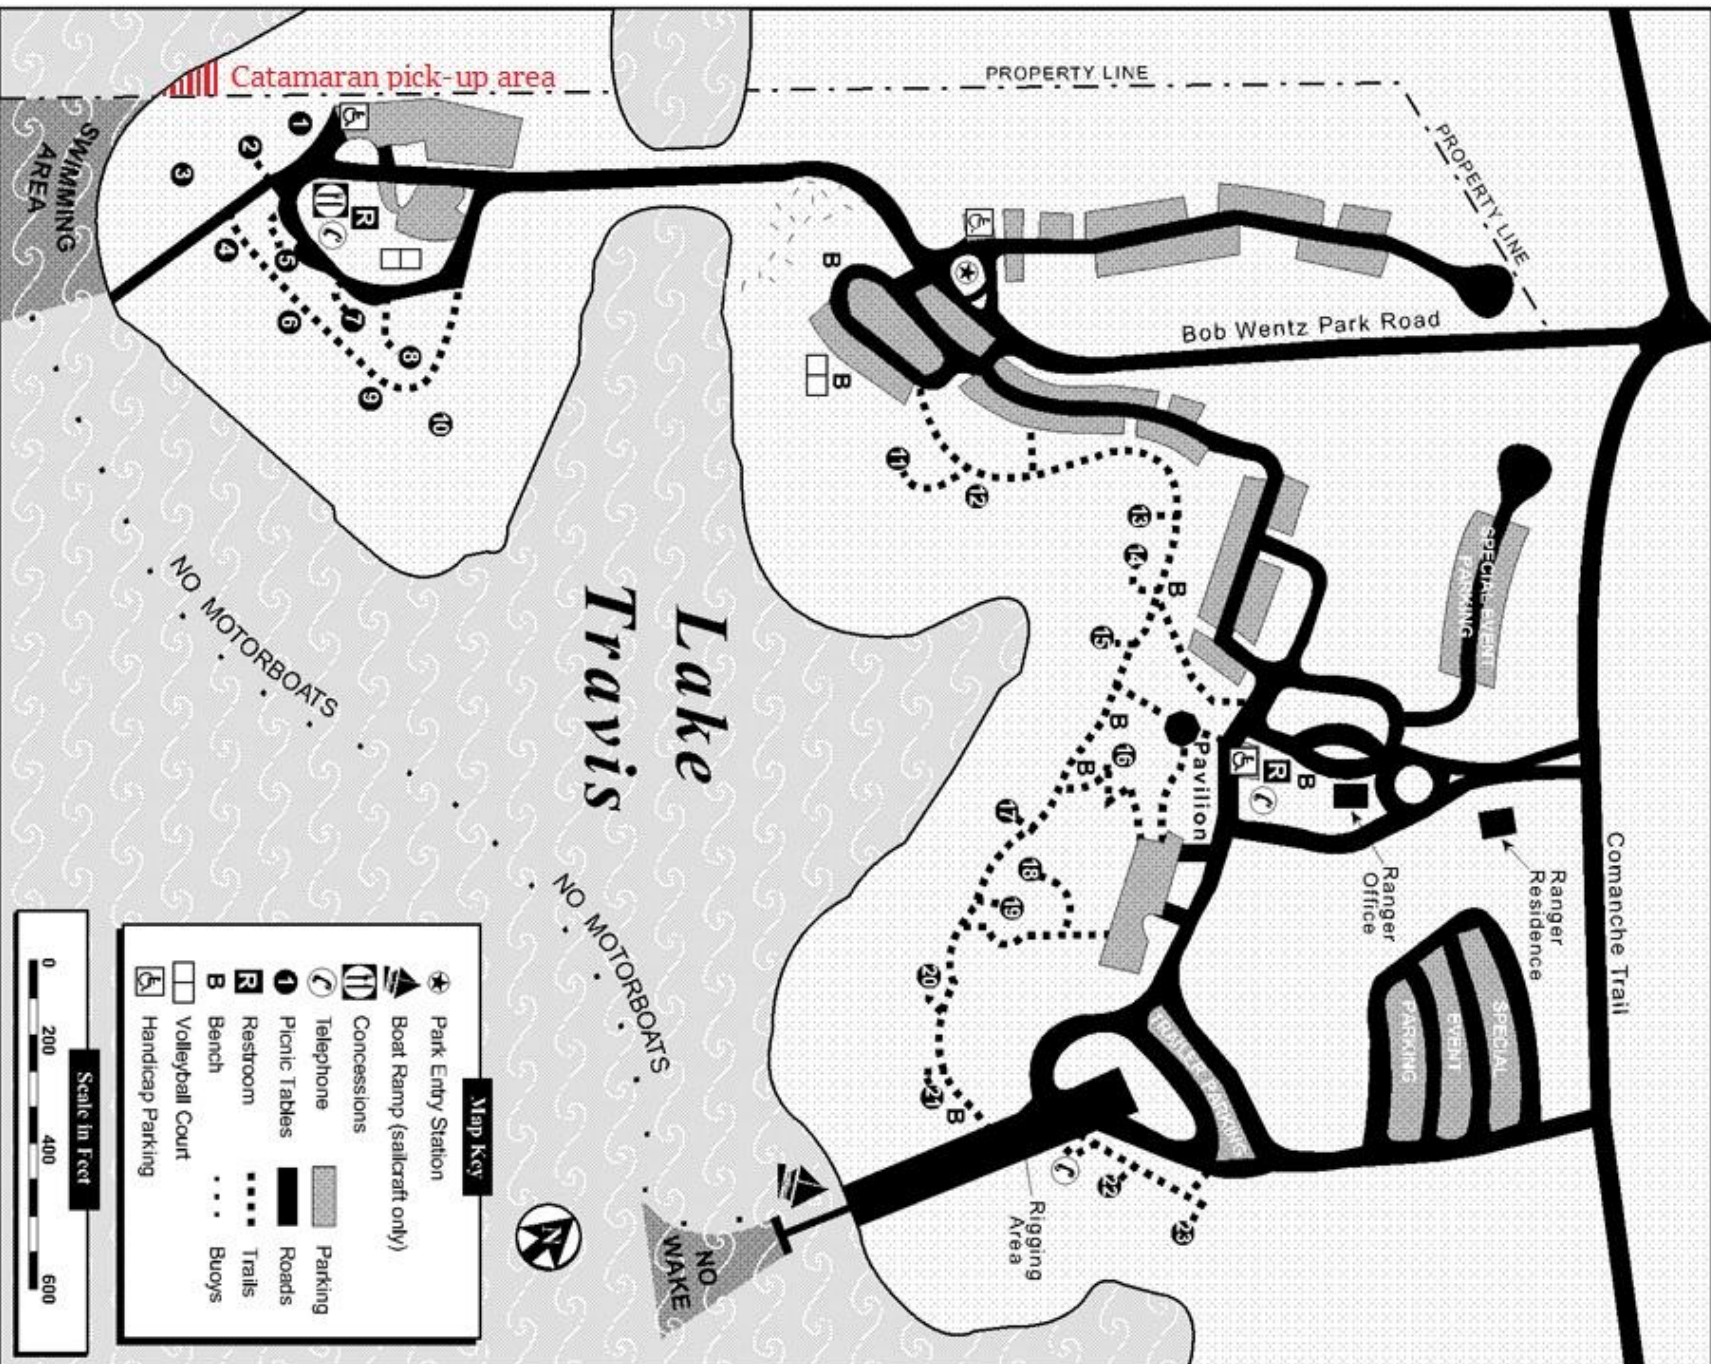 Catamaran pick-up area
PROPERTY LINE
PROPERTY LINE
Bob Wentz Park Road
Comanche Trail
SWIMMING
AREA
1
2
3
4
5
6
7
8
9
10
R
B
B
11
12
13
14
B
15
B
16
B
17
18
19
20
21
B
22
23
SPECIAL EVENT
PARKING
Pavilion
R
B
Ranger
Office
Ranger
Residence
SPECIAL
EVENT
PARKING
TRAILER PARKING
Rigging
Area
Lake
Travis
NO MOTORBOATS
NO MOTORBOATS
NO
WAKE
N
Map Key
Park Entry Station
Boat Ramp (sailcraft only)
Concessions
Telephone
1 Picnic Tables
R Restroom
B Bench
Volleyball Court
Handicap Parking
Parking
Roads
Trails
Buoys
Scale in Feet
0 200 400 600